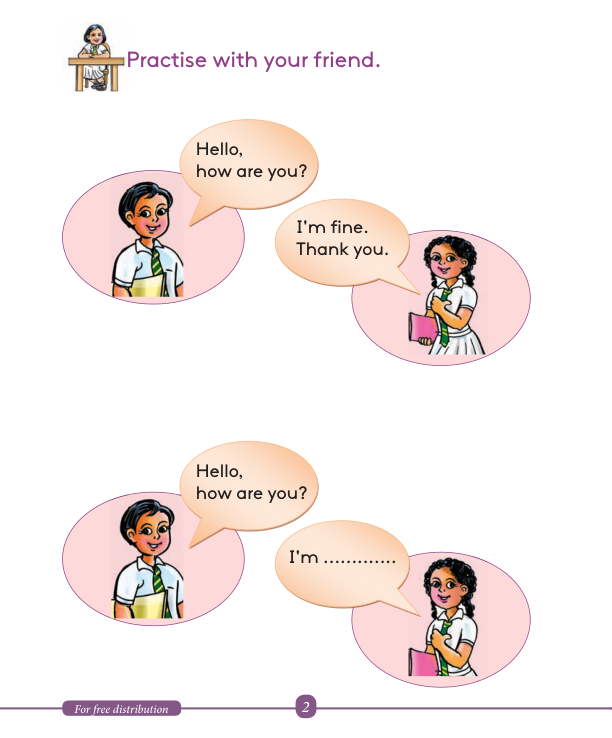 Practise with your friend.
Hello,
how are you?
I'm fine.
Thank you.
Hello,
how are you?
I'm .............
For free distribution
2